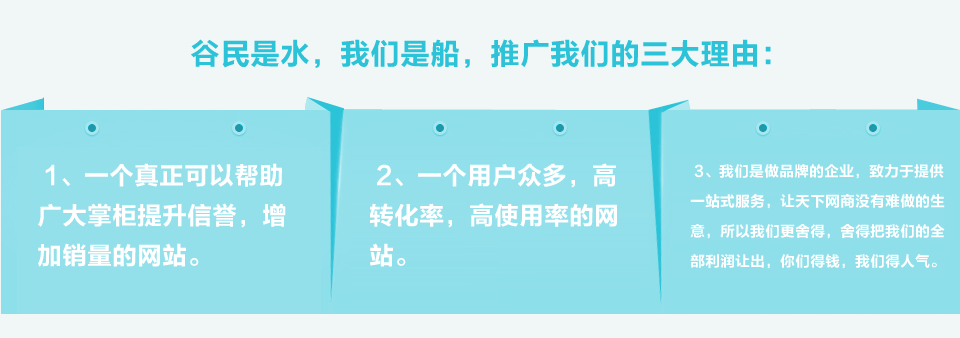 谷民是水，我们是船，推广我们的三大理由：
1、一个真正可以帮助
广大掌柜提升信誉，增
加销量的网站。
2、一个用户众多，高
转化率，高使用率的网
站。
3、我们是做品牌的企业，致力于提供
一站式服务，让天下网商没有难做的生
意，所以我们更舍得，舍得把我们的全
部利润让出，你们得钱，我们得人气。